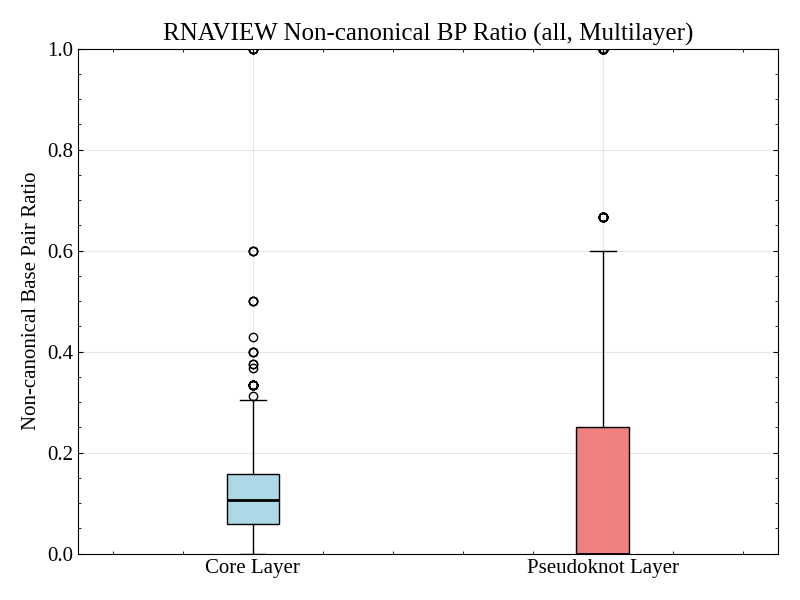 RNAVIEW Non-canonical BP Ratio (all, Multilayer)
Non-canonical Base Pair Ratio
1.0
0.8
0.6
0.4
0.2
0.0
Core Layer
Pseudoknot Layer